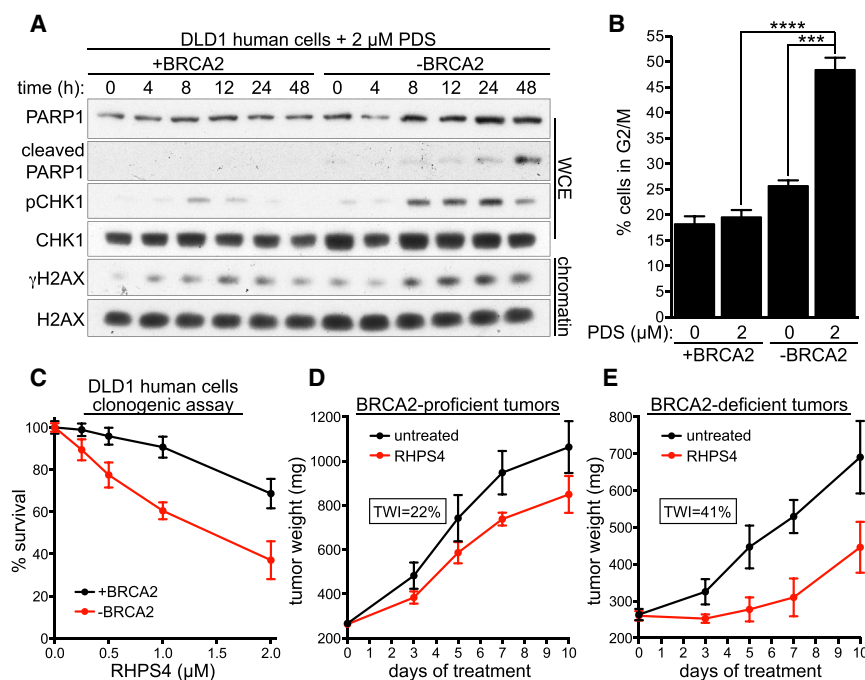 A
DLD1 human cells + 2 µM PDS
+BRCA2 -BRCA2
time (h): 0 4 8 12 24 48 0 4 8 12 24 48
PARP1
cleaved
PARP1
pCHK1
CHK1
γH2AX
H2AX
WCE
chromatin
B
% cells in G2/M
55
50
45
40
35
30
25
20
15
10
5
0
**** 
***
PDS (µM): 0 2 0 2
+BRCA2 -BRCA2
C
DLD1 human cells
clonogenic assay
% survival
100
80
60
40
20
0
+BRCA2
-BRCA2
0.0 0.5 1.0 1.5 2.0
RHPS4 (µM)
D
BRCA2-proficient tumors
tumor weight (mg)
1200
1000
800
600
400
200
untreated
RHPS4
TWI=22%
0 1 2 3 4 5 6 7 8 9 10
days of treatment
E
BRCA2-deficient tumors
tumor weight (mg)
800
700
600
500
400
300
200
untreated
RHPS4
TWI=41%
0 1 2 3 4 5 6 7 8 9 10
days of treatment